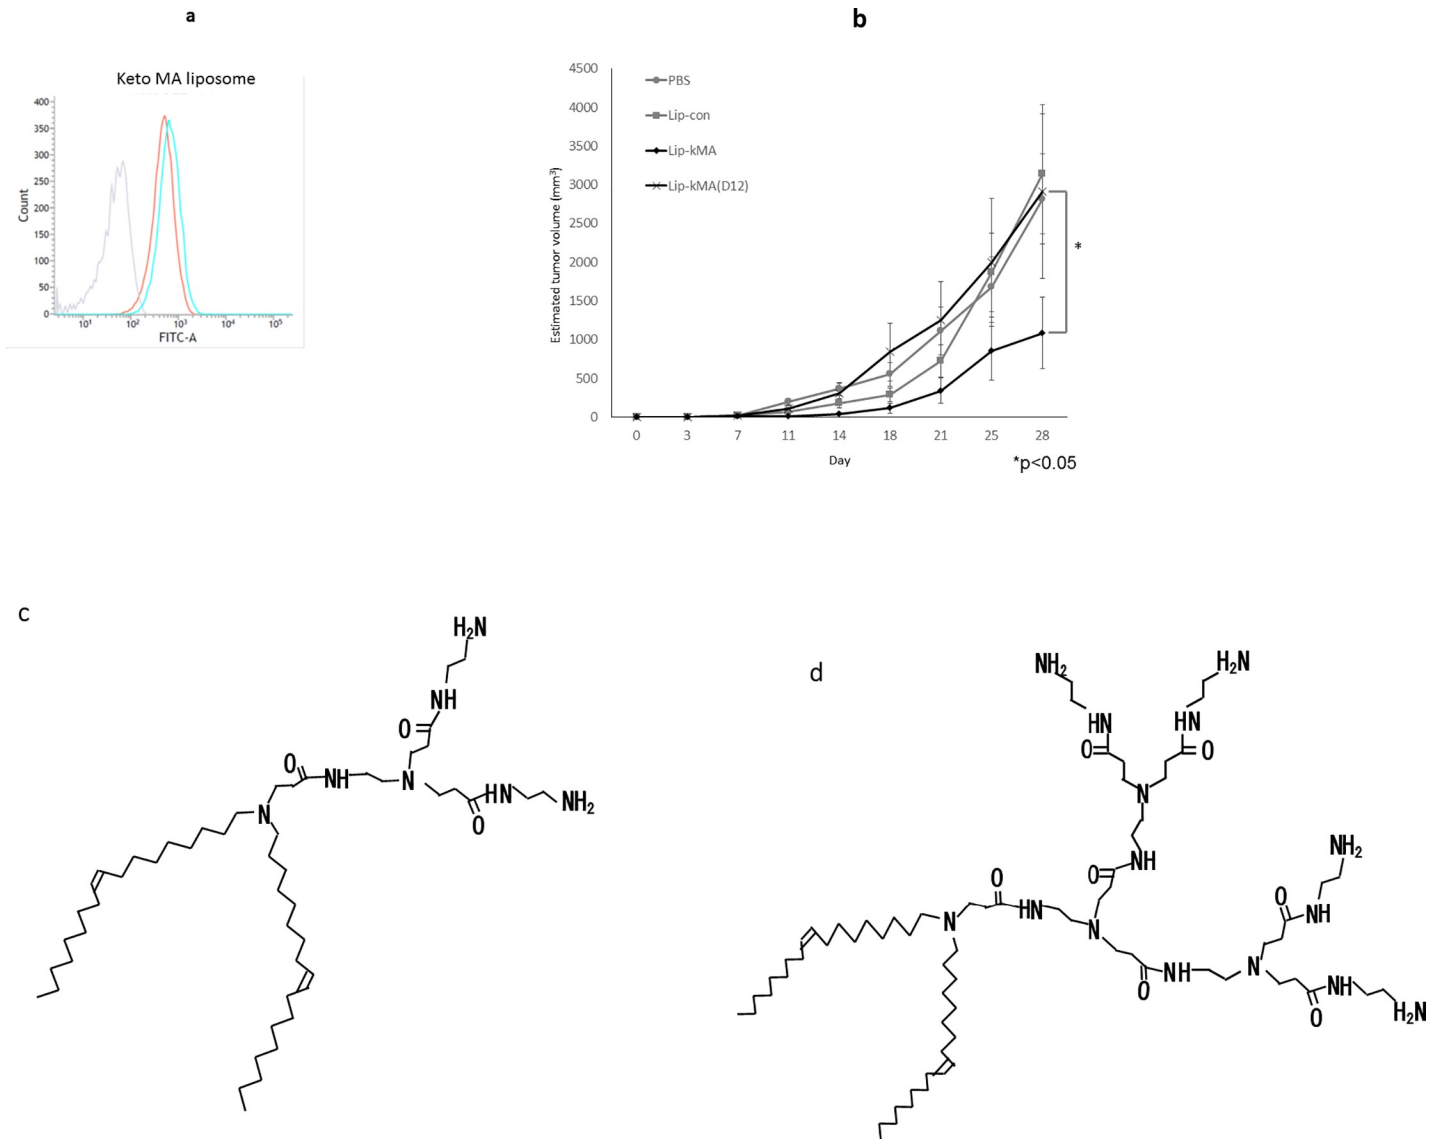 a
b
Keto MA liposome
400
350
300
250
200
150
100
50
0
Count
10¹
10²
10³
10⁴
10⁵
FITC-A
4500
4000
3500
3000
2500
2000
1500
1000
500
0
Estimated tumor volume (mm³)
PBS
Lip-con
Lip-kMA
Lip-kMA(D12)
*
0 3 7 11 14 18 21 25 28
Day
*p<0.05
c
H₂N
NH
O
O
NH
N
N
HN
NH₂
O
d
NH₂
H₂N
HN
HN
O
O
N
NH
O
O
HN
N
N
NH₂
O
NH
O
NH
N
NH
O
H₂N